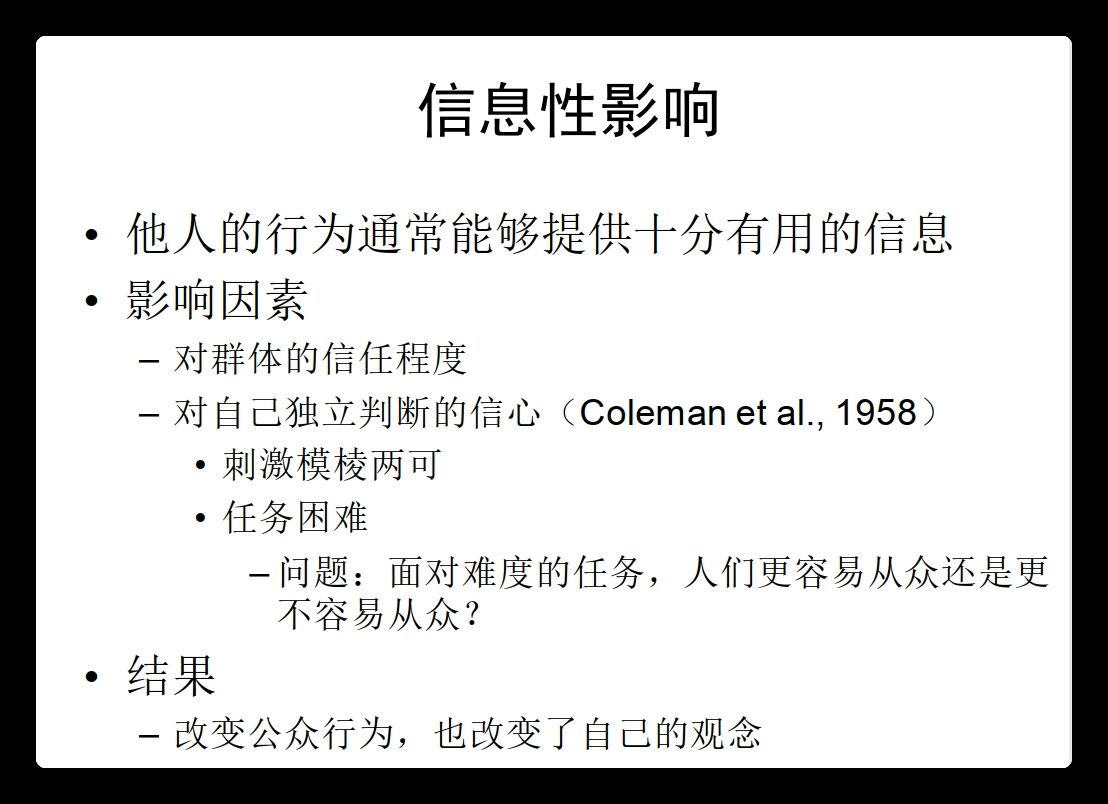 信息性影响
• 他人的行为通常能够提供十分有用的信息
• 影响因素
– 对群体的信任程度
– 对自己独立判断的信心（Coleman et al., 1958）
• 刺激模棱两可
• 任务困难
– 问题：面对难度的任务，人们更容易从众还是更
不容易从众？
• 结果
– 改变公众行为，也改变了自己的观念